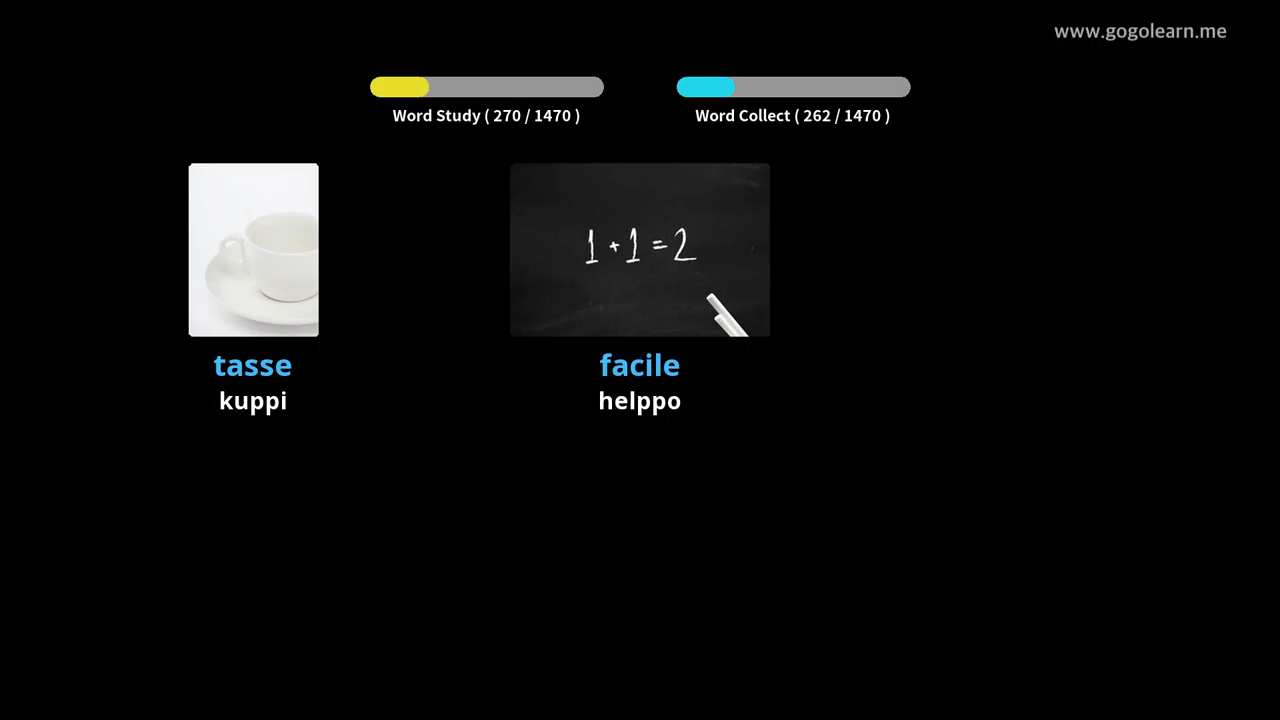 www.gogolearn.me
Word Study ( 270 / 1470 )
Word Collect ( 262 / 1470 )
1 + 1 = 2
tasse
kuppi
facile
helppo